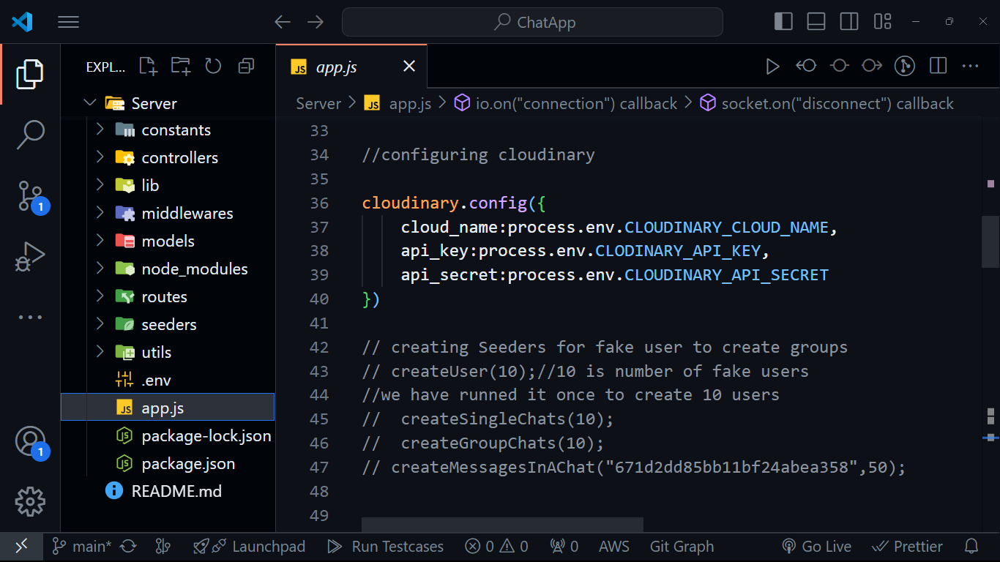 ChatApp
EXPL...
Server
constants
controllers
lib
middlewares
models
node_modules
routes
seeders
utils
.env
JS app.js
package-lock.json
package.json
README.md
1
1
JS app.js
Server > JS app.js > io.on("connection") callback > socket.on("disconnect") callback
33
34 //configuring cloudinary
35
36 cloudinary.config({
37 cloud_name:process.env.CLOUDINARY_CLOUD_NAME,
38 api_key:process.env.CLODINARY_API_KEY,
39 api_secret:process.env.CLOUDINARY_API_SECRET
40 })
41
42 // creating Seeders for fake user to create groups
43 // createUser(10);//10 is number of fake users
44 //we have runned it once to create 10 users
45 //  createSingleChats(10);
46 //  createGroupChats(10);
47 // createMessagesInAChat("671d2dd85bb11bf24abea358",50);
48
49
main* Launchpad Run Testcases 0 0 0 AWS Git Graph Go Live Prettier